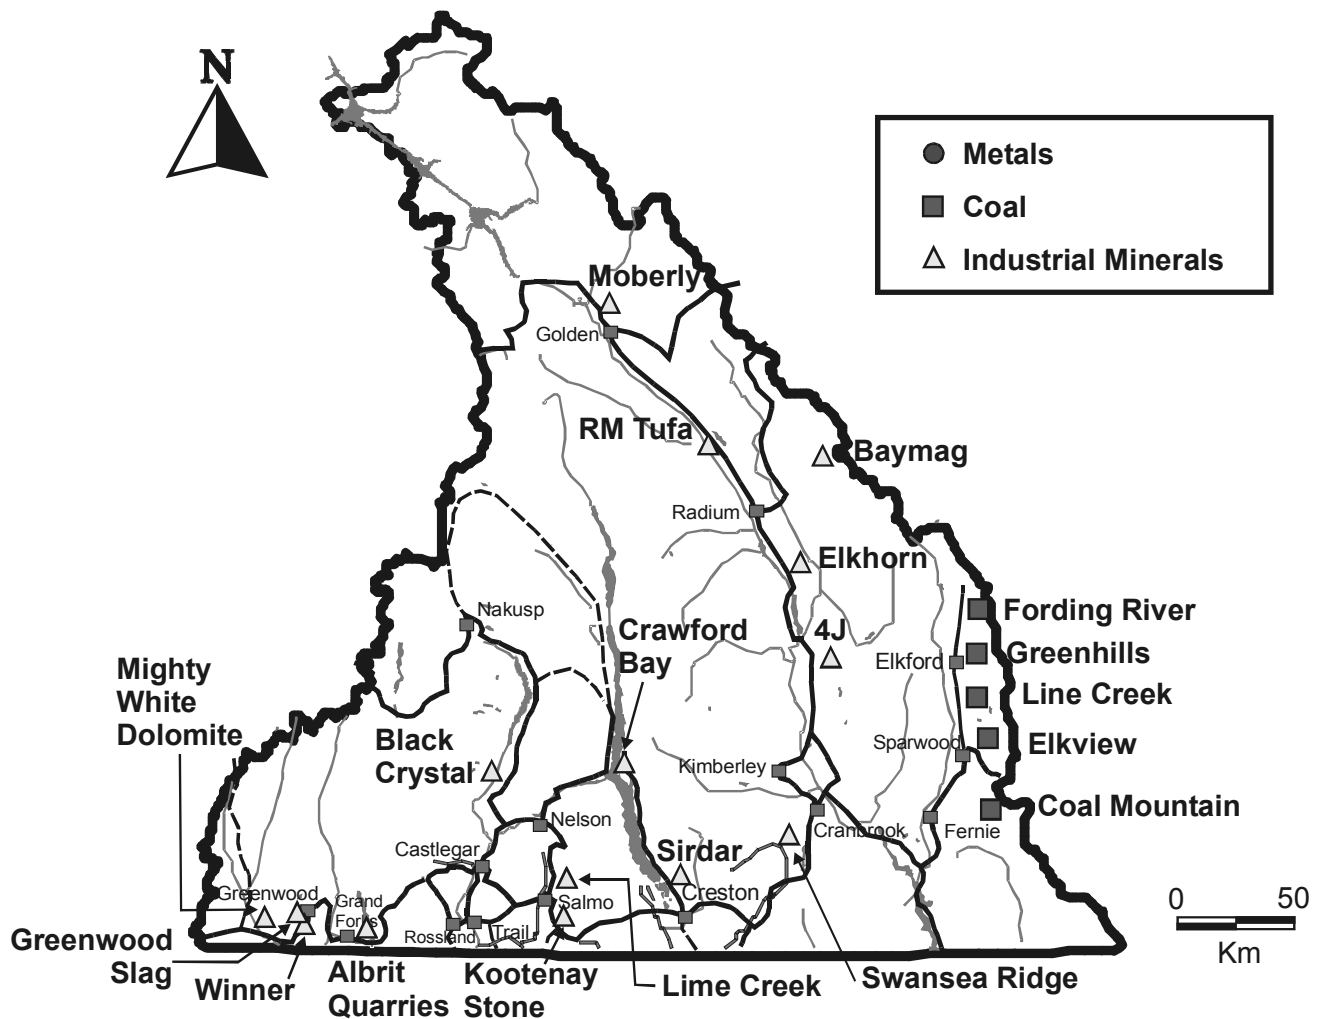 N
Metals
Coal
Industrial Minerals
Moberly
Golden
RM Tufa
Baymag
Radium
Elkhorn
Nakusp
Fording River
Crawford
Bay
4J
Greenhills
Elkford
Mighty
White
Dolomite
Line Creek
Black
Crystal
Sparwood
Elkview
Kimberley
Coal Mountain
Nelson
Cranbrook
Fernie
Castlegar
Sirdar
Greenwood
Grand
Forks
Salmo
Creston
0 50
Km
Rossland
Trail
Greenwood
Slag
Winner
Albrit
Quarries
Kootenay
Stone
Lime Creek
Swansea Ridge